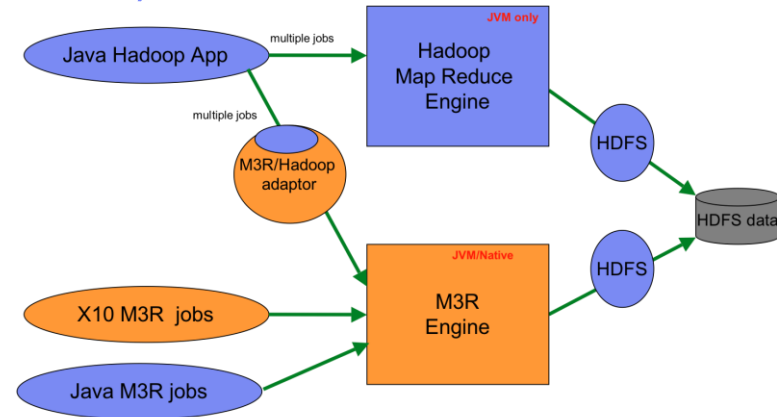 JVM only
Java Hadoop App
multiple jobs
Hadoop
Map Reduce
Engine
multiple jobs
HDFS
M3R/Hadoop
adaptor
HDFS data
JVM/Native
HDFS
X10 M3R jobs
M3R
Engine
Java M3R jobs